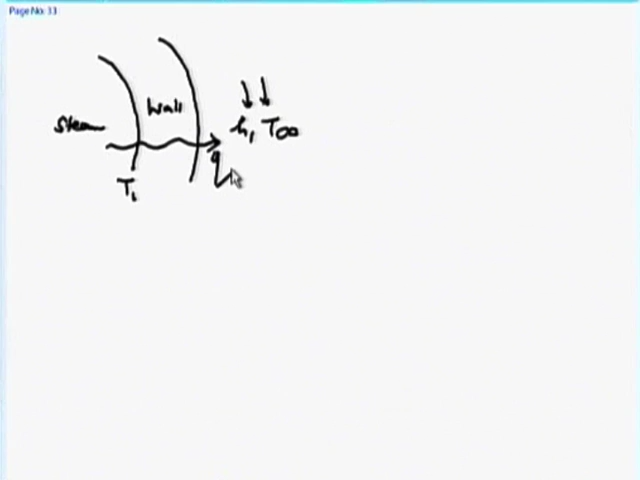 Page No: 33
Wall
Steam
h, T∞
q
T₁